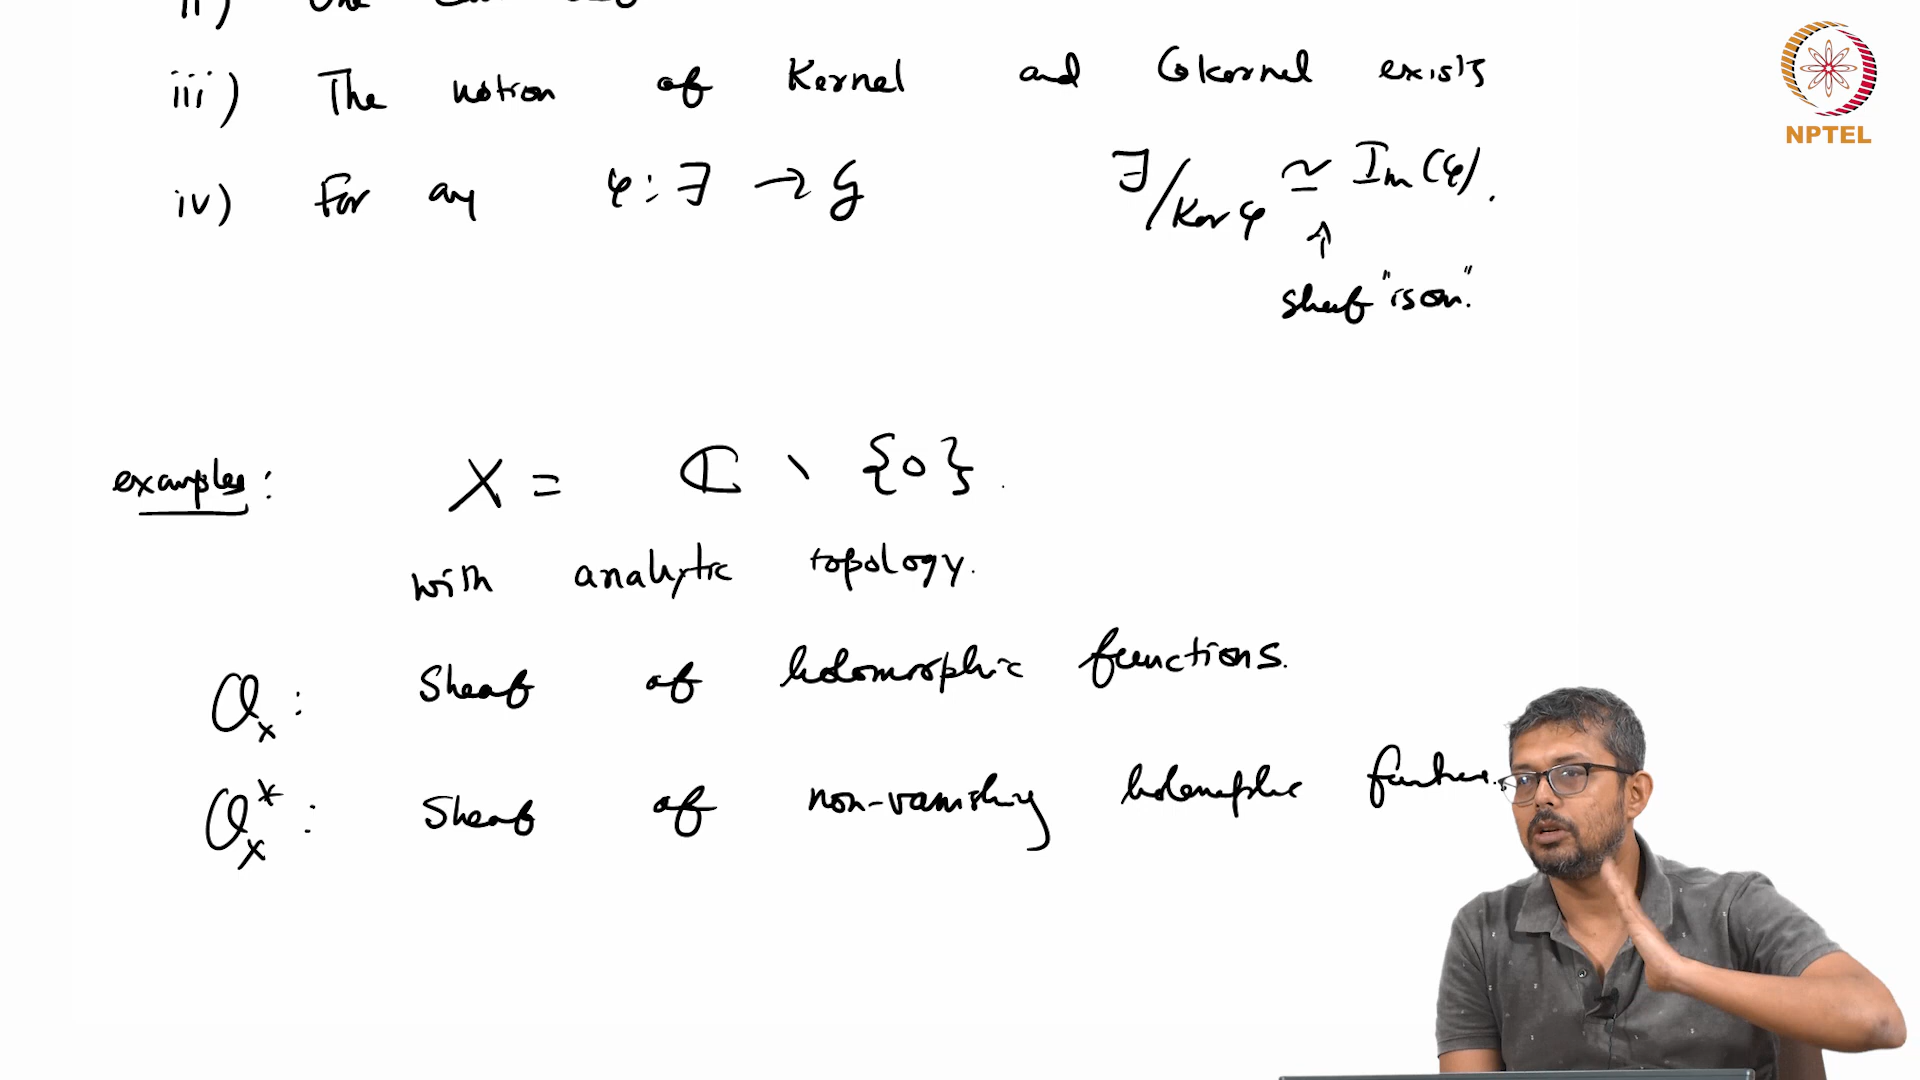 iii) The notion of Kernel and Cokernel exists
NPTEL
iv) For any φ : F → G F/Ker φ ≃ Im(φ).
↑
sheaf "isom."
examples: X = ℂ \ {0}.
with analytic topology.
O_X : Sheaf of holomorphic functions.
O_X^* : Sheaf of non-vanishing holomorphic functions.